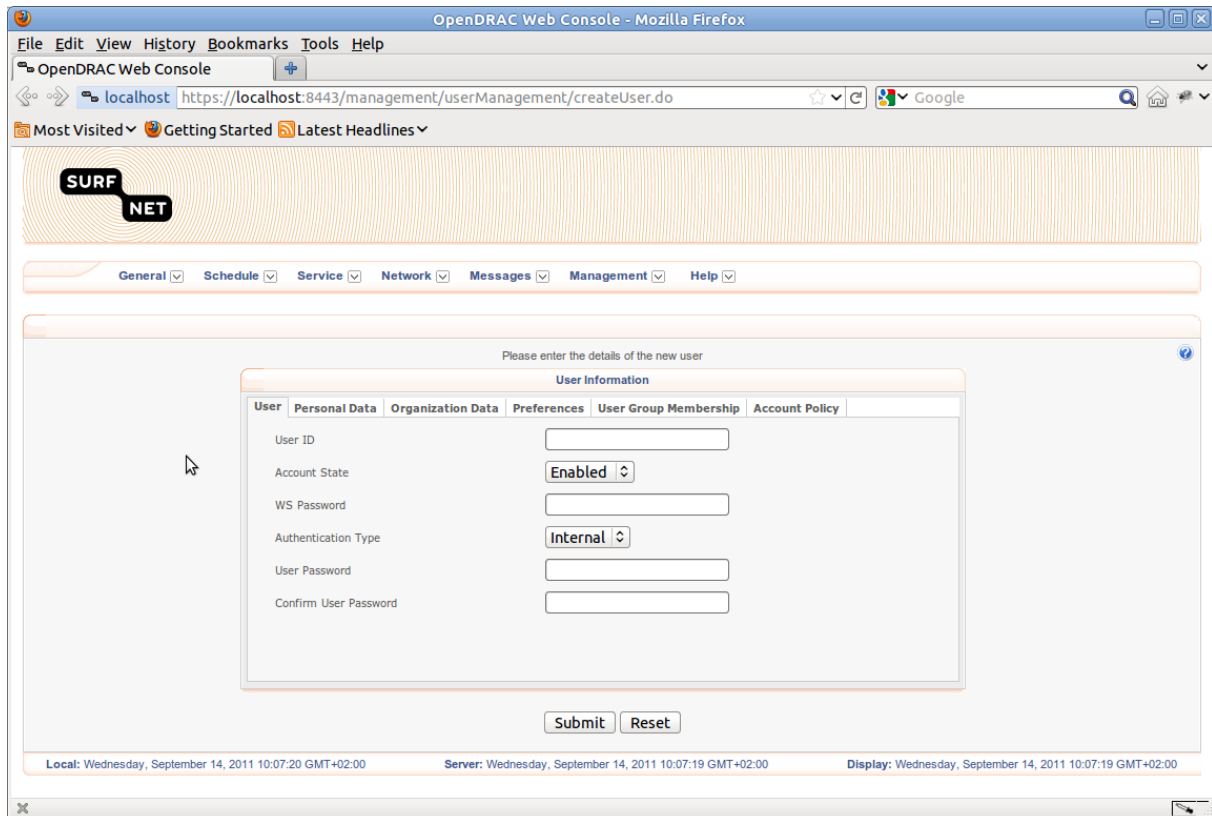 OpenDRAC Web Console - Mozilla Firefox
File Edit View History Bookmarks Tools Help
OpenDRAC Web Console
localhost https://localhost:8443/management/userManagement/createUser.do Google
Most Visited Getting Started Latest Headlines
SURF
NET
General Schedule Service Network Messages Management Help
Please enter the details of the new user
User Information
User Personal Data Organization Data Preferences User Group Membership Account Policy
User ID
Account State Enabled
WS Password
Authentication Type Internal
User Password
Confirm User Password
Submit Reset
Local: Wednesday, September 14, 2011 10:07:20 GMT+02:00 Server: Wednesday, September 14, 2011 10:07:19 GMT+02:00 Display: Wednesday, September 14, 2011 10:07:19 GMT+02:00